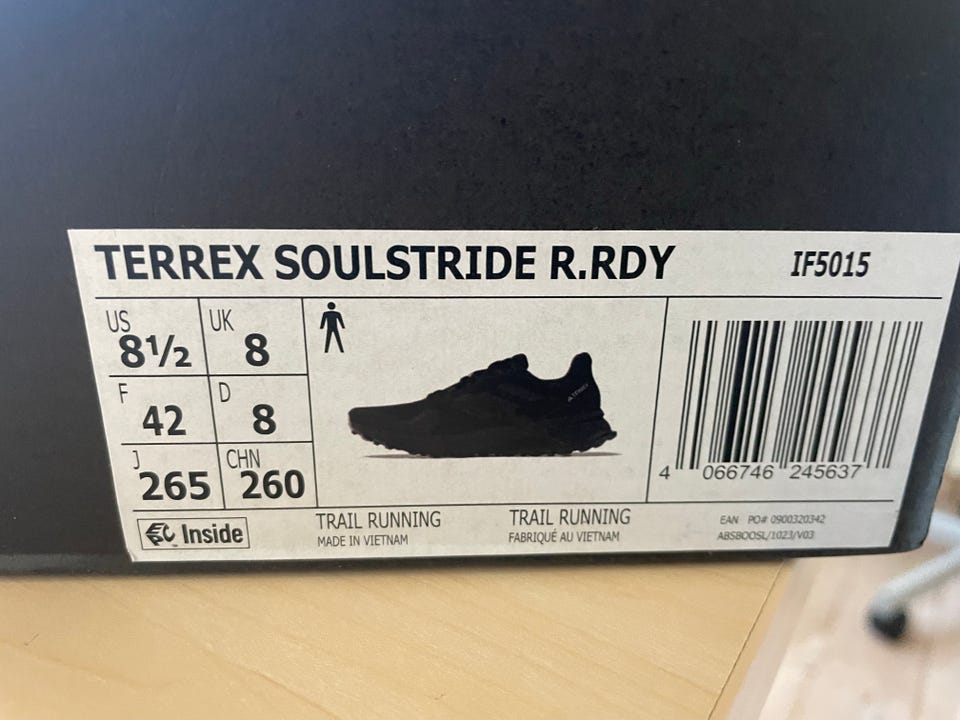 TERREX SOULSTRIDE R.RDY IF5015
US UK
8½ 8
F D
42 8
J CHN
265 260
TERREX
4 066746 245637
Inside
TRAIL RUNNING
MADE IN VIETNAM
TRAIL RUNNING
FABRIQUÉ AU VIETNAM
EAN PO# 0900320342
ABSBOOSL/1023/V03